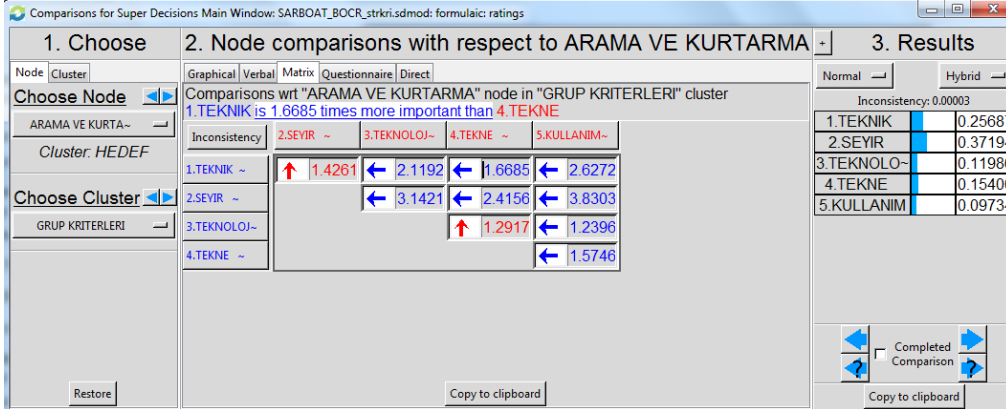 Comparisons for Super Decisions Main Window: SARBOAT_BOCR_strkri.sdmod: formulaic: ratings
1. Choose
2. Node comparisons with respect to ARAMA VE KURTARMA
+
3. Results
Node Cluster
Choose Node
ARAMA VE KURTA~
Cluster: HEDEF
Choose Cluster
GRUP KRITERLERI
Restore
Graphical Verbal Matrix Questionnaire Direct
Comparisons wrt "ARAMA VE KURTARMA" node in "GRUP KRITERLERI" cluster
1.TEKNIK is 1.6685 times more important than 4.TEKNE
Inconsistency 2.SEYIR ~ 3.TEKNOLOJ~ 4.TEKNE ~ 5.KULLANIM~
1.TEKNIK ~ 1.4261 2.1192 1.6685 2.6272
2.SEYIR ~ 3.1421 2.4156 3.8303
3.TEKNOLOJ~ 1.2917 1.2396
4.TEKNE ~ 1.5746
Copy to clipboard
Normal Hybrid
Inconsistency: 0.00003
1.TEKNIK 0.2568
2.SEYIR 0.3719
3.TEKNOLO~ 0.1198
4.TEKNE 0.1540
5.KULLANIM 0.0973
Completed
Comparison
? ?
Copy to clipboard